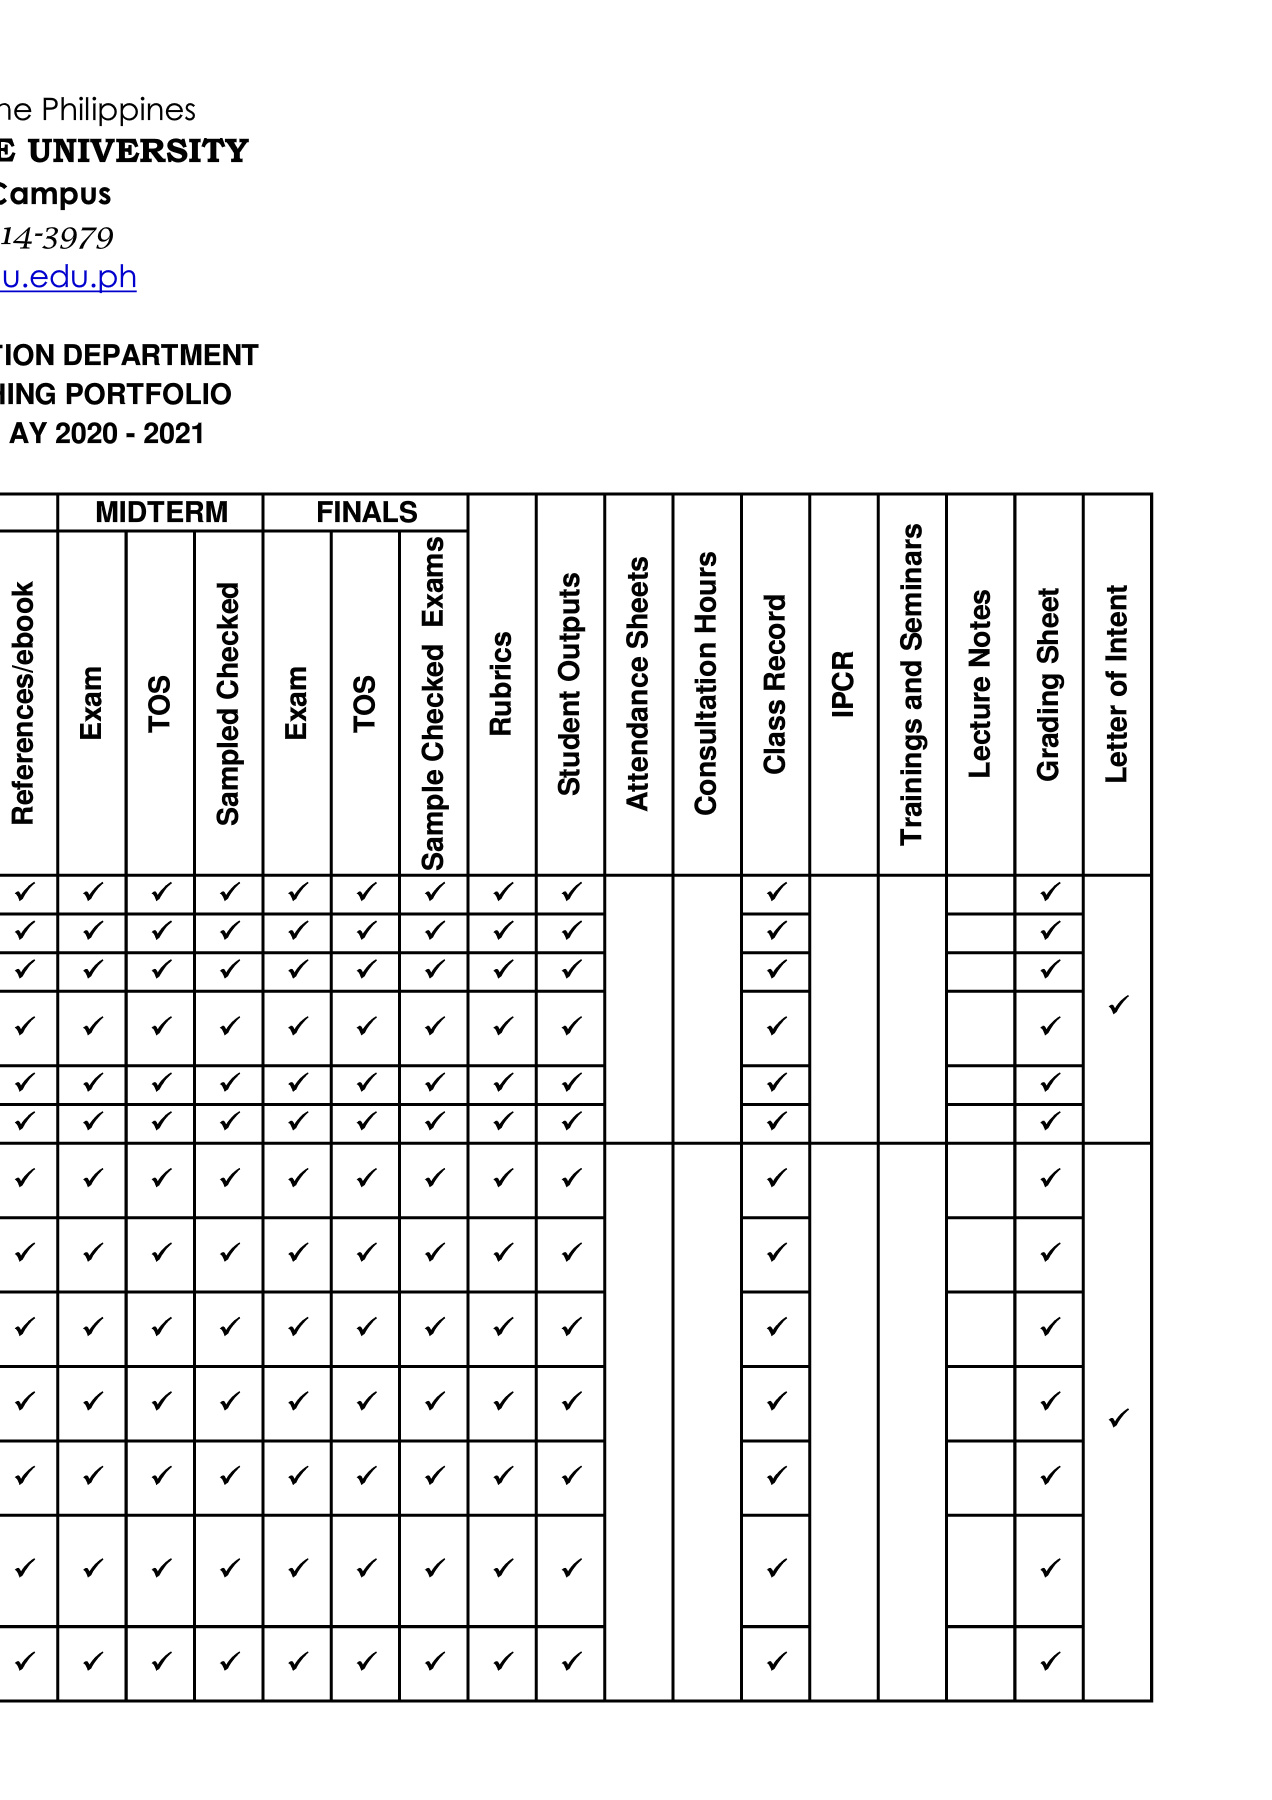 ne Philippines
E UNIVERSITY
Campus
14-3979
u.edu.ph
TION DEPARTMENT
HING PORTFOLIO
AY 2020 - 2021
MIDTERM FINALS
References/ebook Exam TOS Sampled Checked Exam TOS Sample Checked Exams Rubrics Student Outputs Attendance Sheets Consultation Hours Class Record IPCR Trainings and Seminars Lecture Notes Grading Sheet Letter of Intent
✓ ✓ ✓ ✓ ✓ ✓ ✓ ✓ ✓ ✓ ✓
✓ ✓ ✓ ✓ ✓ ✓ ✓ ✓ ✓ ✓ ✓
✓ ✓ ✓ ✓ ✓ ✓ ✓ ✓ ✓ ✓ ✓
✓
✓ ✓ ✓ ✓ ✓ ✓ ✓ ✓ ✓ ✓ ✓
✓ ✓ ✓ ✓ ✓ ✓ ✓ ✓ ✓ ✓ ✓
✓ ✓ ✓ ✓ ✓ ✓ ✓ ✓ ✓ ✓ ✓
✓ ✓ ✓ ✓ ✓ ✓ ✓ ✓ ✓ ✓ ✓
✓ ✓ ✓ ✓ ✓ ✓ ✓ ✓ ✓ ✓ ✓
✓ ✓ ✓ ✓ ✓ ✓ ✓ ✓ ✓ ✓ ✓
✓ ✓ ✓ ✓ ✓ ✓ ✓ ✓ ✓ ✓ ✓
✓
✓ ✓ ✓ ✓ ✓ ✓ ✓ ✓ ✓ ✓ ✓
✓ ✓ ✓ ✓ ✓ ✓ ✓ ✓ ✓ ✓ ✓
✓ ✓ ✓ ✓ ✓ ✓ ✓ ✓ ✓ ✓ ✓